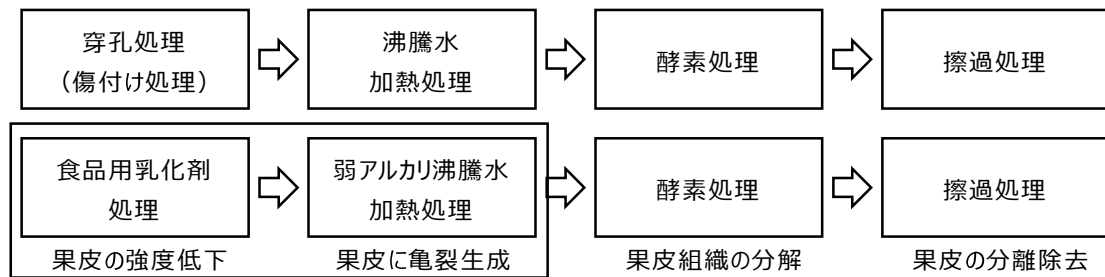 穿孔処理
（傷付け処理）
沸騰水
加熱処理
酵素処理
擦過処理
食品用乳化剤
処理
弱アルカリ沸騰水
加熱処理
酵素処理
擦過処理
果皮の強度低下
果皮に亀裂生成
果皮組織の分解
果皮の分離除去